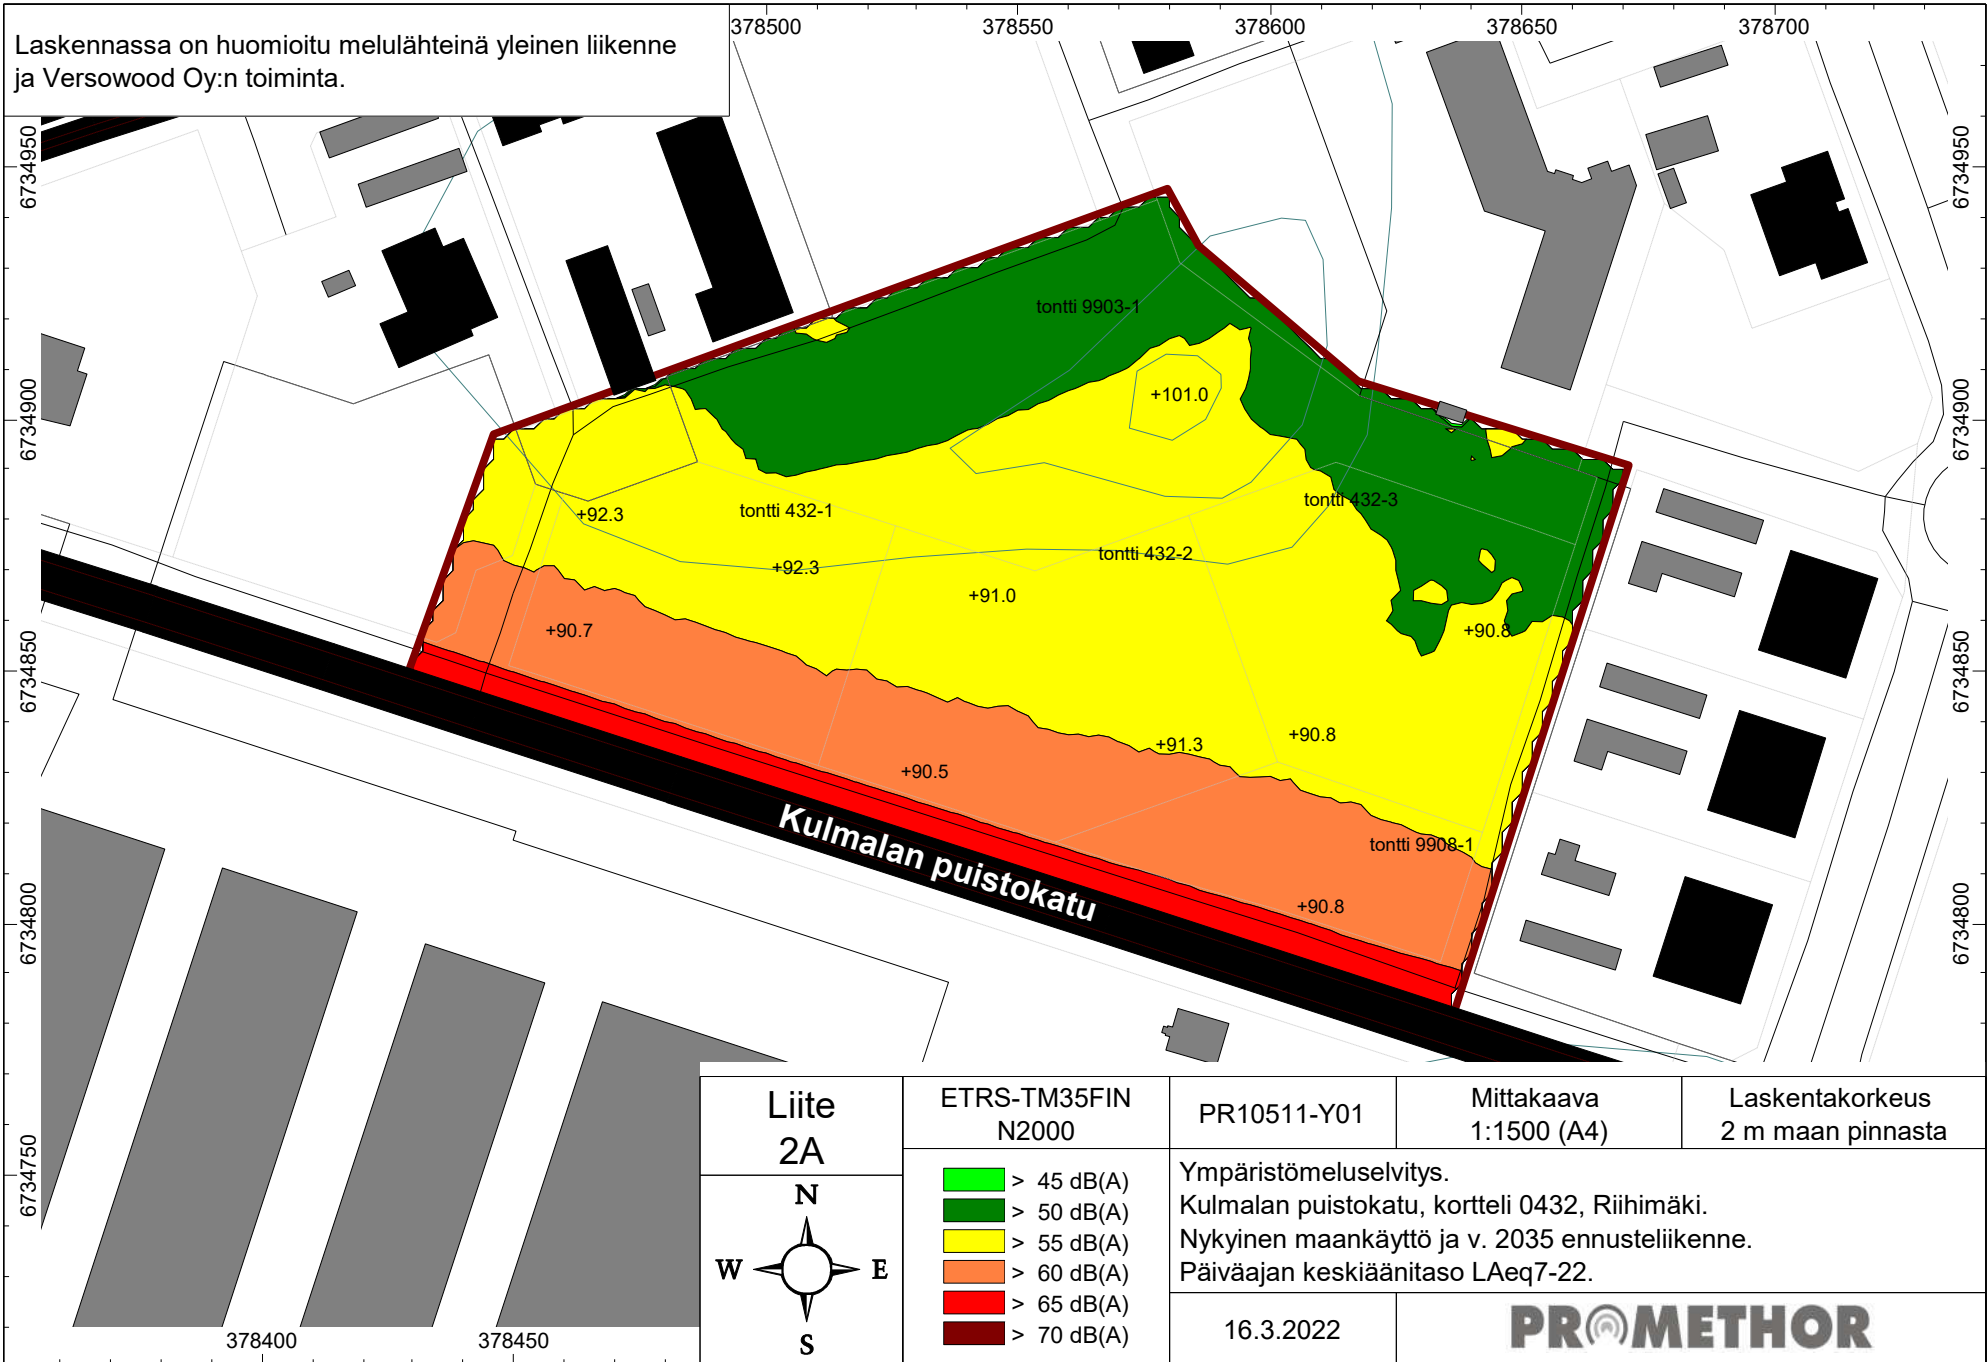 378500 378550 378600 378650 378700
Laskennassa on huomioitu melulähteinä yleinen liikenne
ja Versowood Oy:n toiminta.
6734950 6734950
tontti 9903-1
+101.0
6734900 6734900
tontti 432-3
+92.3 tontti 432-1
tontti 432-2
+92.3
+91.0
+90.7 +90.8
6734850 6734850
+90.8
+91.3
+90.5
Kulmalan puistokatu
tontti 9908-1
+90.8
6734800 6734800
6734750 6734750
378400 378450
Liite
2A
N
W E
S
ETRS-TM35FIN
N2000
PR10511-Y01
Mittakaava
1:1500 (A4)
Laskentakorkeus
2 m maan pinnasta
> 45 dB(A)
> 50 dB(A)
> 55 dB(A)
> 60 dB(A)
> 65 dB(A)
> 70 dB(A)
Ympäristömeluselvitys.
Kulmalan puistokatu, kortteli 0432, Riihimäki.
Nykyinen maankäyttö ja v. 2035 ennusteliikenne.
Päiväajan keskiäänitaso LAeq7-22.
16.3.2022
PROMETHOR